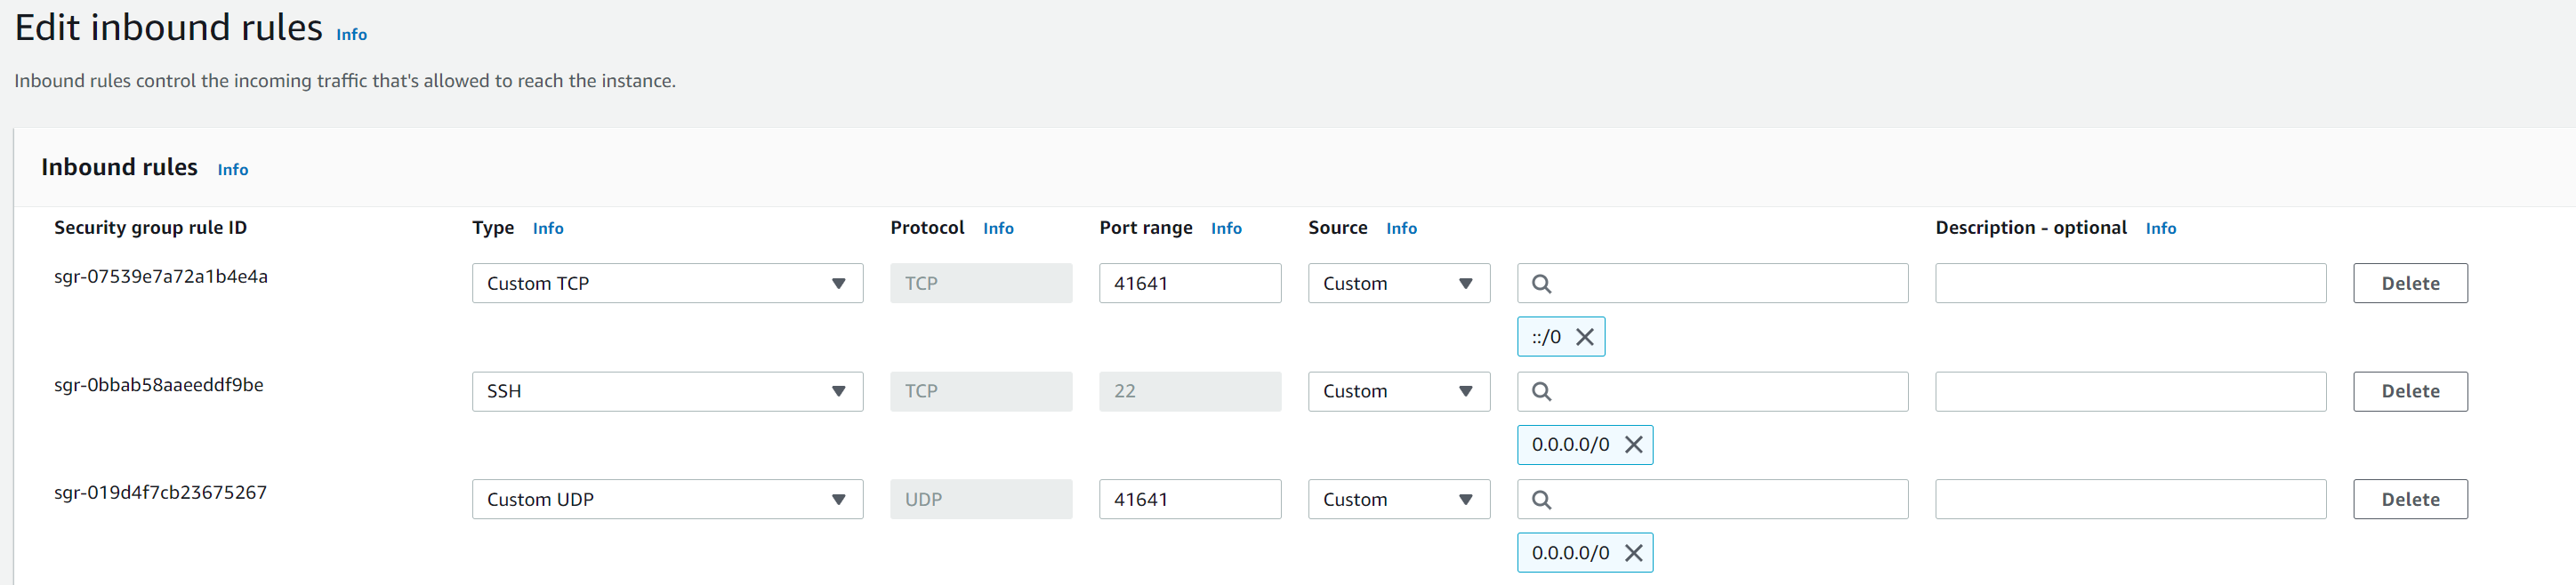 Edit inbound rules Info
Inbound rules control the incoming traffic that's allowed to reach the instance.
Inbound rules Info
Security group rule ID Type Info Protocol Info Port range Info Source Info Description - optional Info
sgr-07539e7a72a1b4e4a Custom TCP TCP 41641 Custom Delete
::/0
sgr-0bbab58aaeeddf9be SSH TCP 22 Custom Delete
0.0.0.0/0
sgr-019d4f7cb23675267 Custom UDP UDP 41641 Custom Delete
0.0.0.0/0